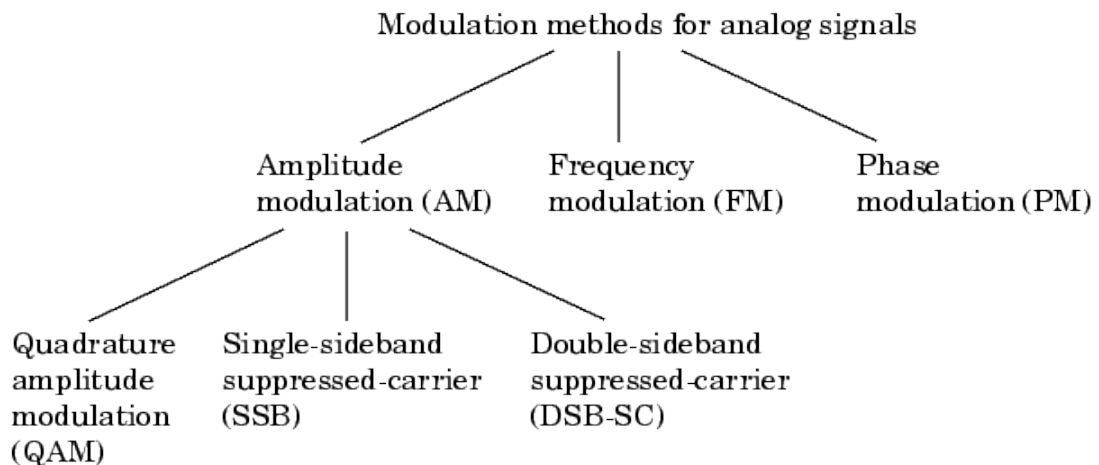 Modulation methods for analog signals
Amplitude
modulation (AM)
Frequency
modulation (FM)
Phase
modulation (PM)
Quadrature
amplitude
modulation
(QAM)
Single-sideband
suppressed-carrier
(SSB)
Double-sideband
suppressed-carrier
(DSB-SC)